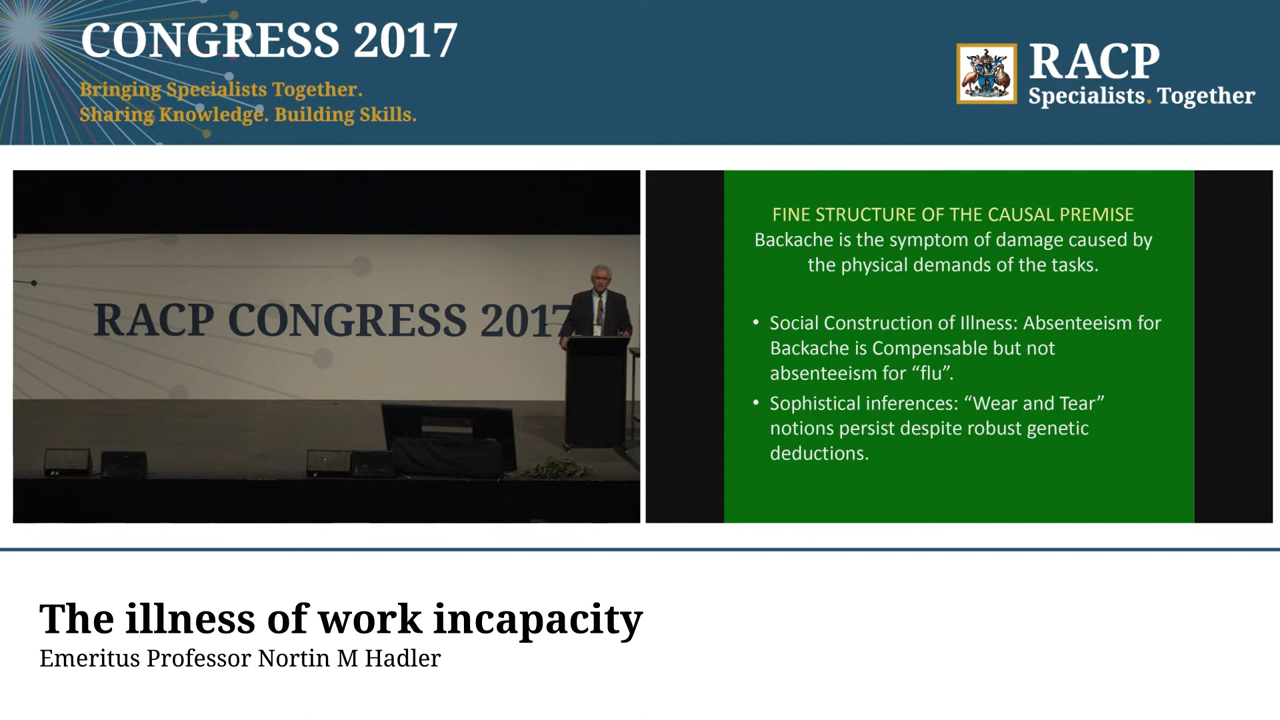 CONGRESS 2017
Bringing Specialists Together.
Sharing Knowledge. Building Skills.
RACP
Specialists. Together
RACP CONGRESS 2017
FINE STRUCTURE OF THE CAUSAL PREMISE
Backache is the symptom of damage caused by
the physical demands of the tasks.
• Social Construction of Illness: Absenteeism for
Backache is Compensable but not
absenteeism for “flu”.
• Sophistical inferences: “Wear and Tear”
notions persist despite robust genetic
deductions.
The illness of work incapacity
Emeritus Professor Nortin M Hadler